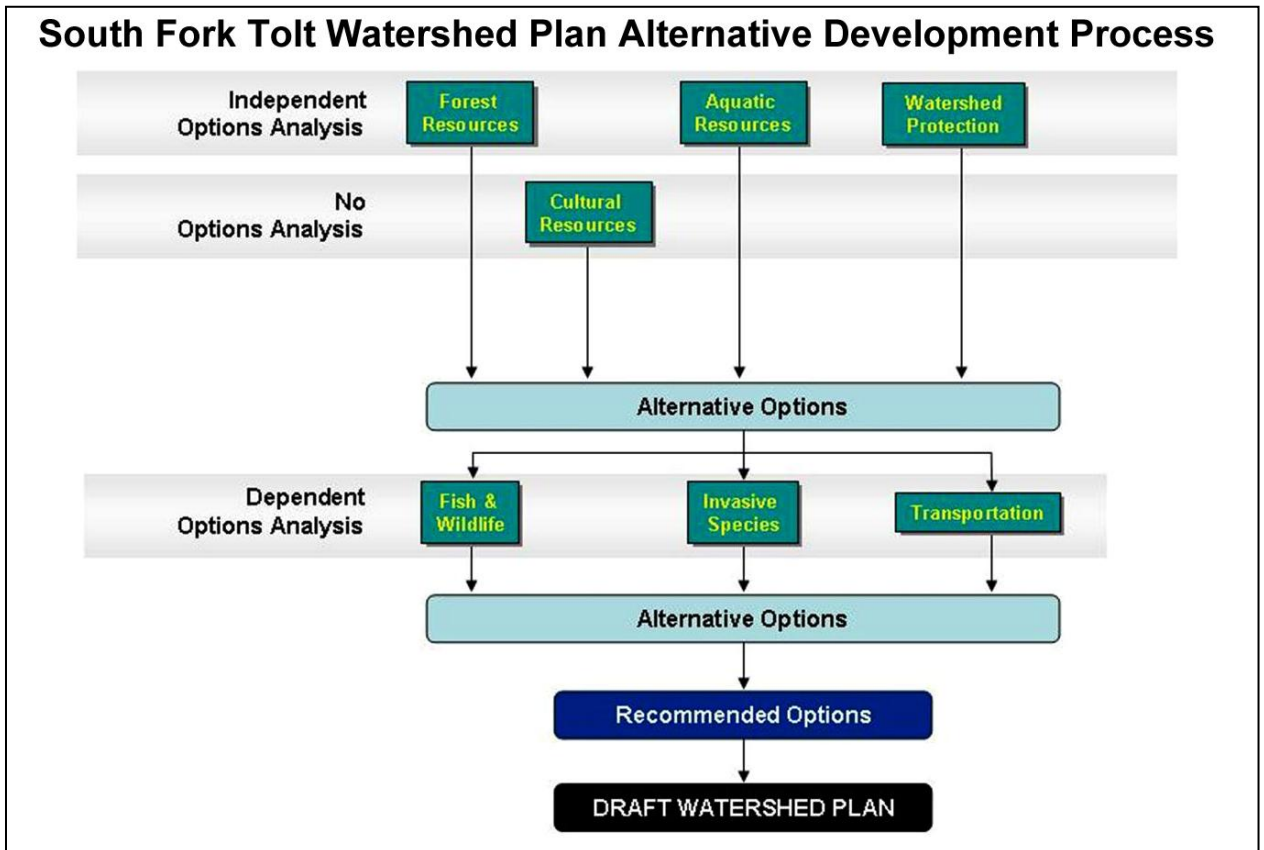 South Fork Tolt Watershed Plan Alternative Development Process
Independent
Options Analysis
Forest
Resources
Aquatic
Resources
Watershed
Protection
No
Options Analysis
Cultural
Resources
Alternative Options
Dependent
Options Analysis
Fish &
Wildlife
Invasive
Species
Transportation
Alternative Options
Recommended Options
DRAFT WATERSHED PLAN